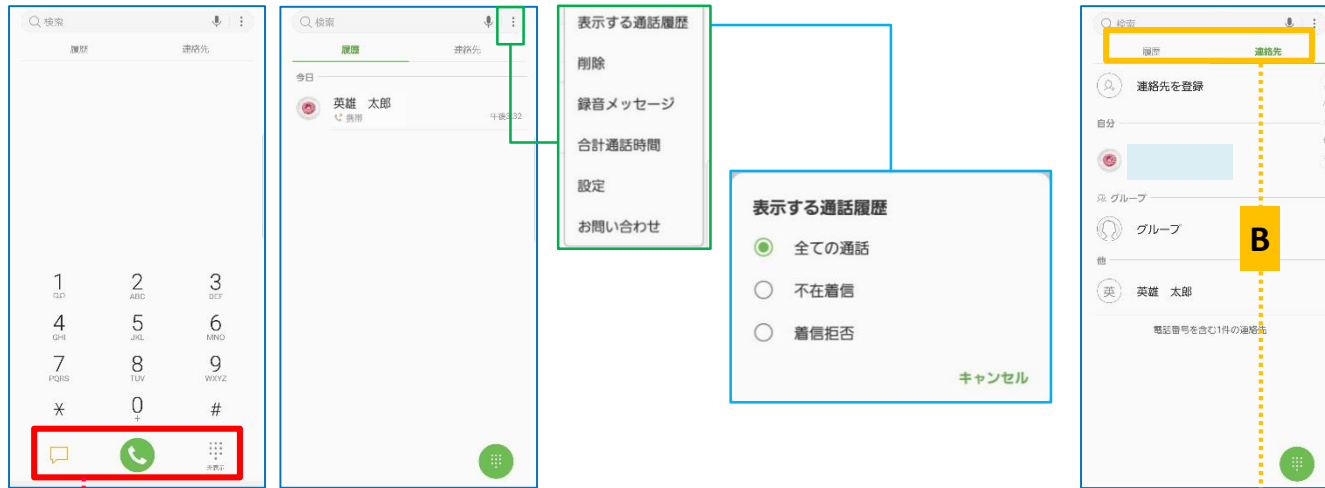 検索
履歴 連絡先
1 2 3
ABC DEF
4 5 6
GHI JKL MNO
7 8 9
PQRS TUV WXYZ
* 0 #
+
非表示
検索
履歴 連絡先
今日
英雄 太郎
携帯 午後3:32
表示する通話履歴
削除
録音メッセージ
合計通話時間
設定
お問い合わせ
表示する通話履歴
全ての通話
不在着信
着信拒否
キャンセル
検索
履歴 連絡先
連絡先を登録
自分
グループ
グループ
B
他
英 英雄 太郎
電話番号を含む1件の連絡先